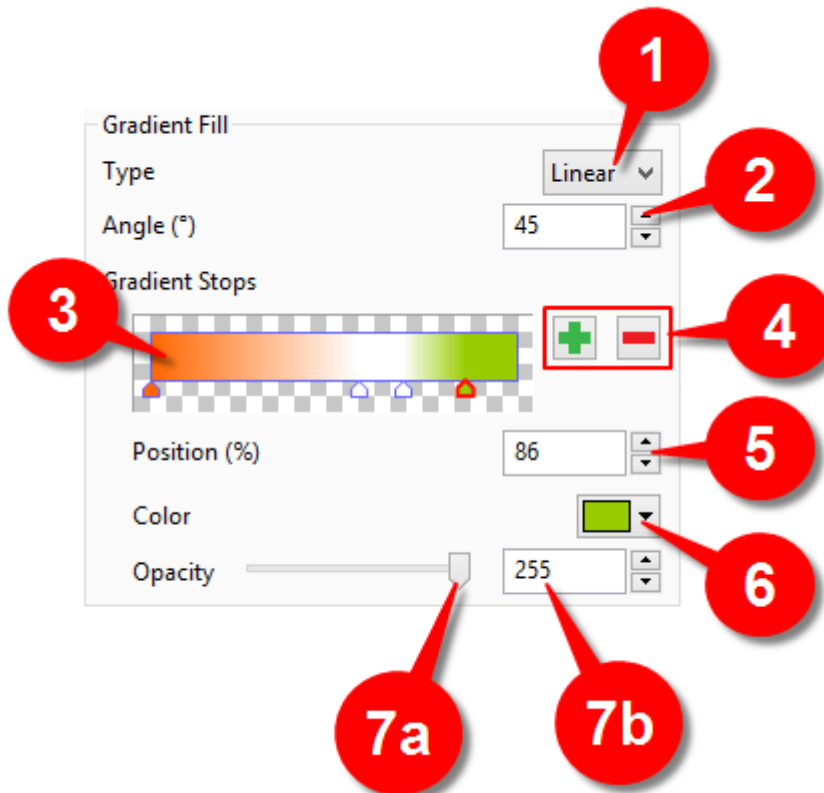 1
Gradient Fill
Type
Linear
2
Angle (°)
45
Gradient Stops
3
4
Position (%)
86
5
Color
6
Opacity
255
7a
7b